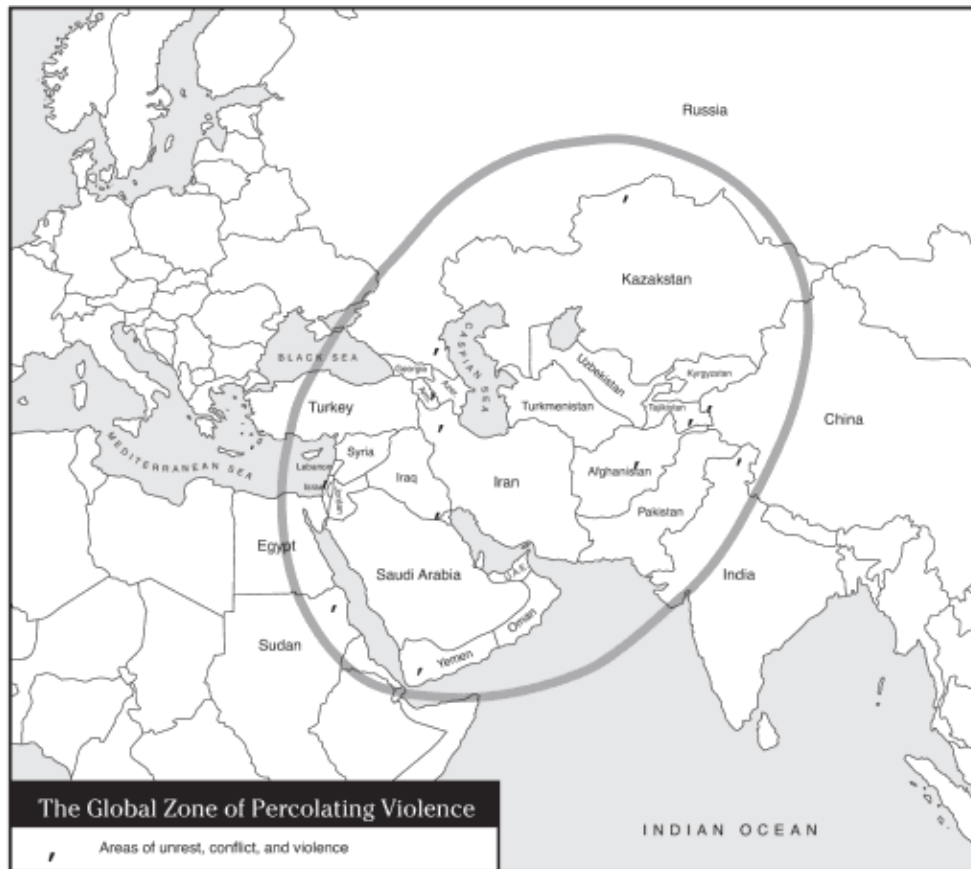 Russia
Kazakstan
CASPIAN SEA
BLACK SEA
Georgia
Azer.
Arm.
Uzbekistan
Kyrgyzstan
Turkmenistan
Tajikistan
Turkey
China
MEDITERRANEAN SEA
Syria
Lebanon
Israel
Jordan
Iraq
Iran
Afghanistan
Pakistan
Egypt
Saudi Arabia
U.A.E.
India
Oman
Sudan
Yemen
The Global Zone of Percolating Violence
INDIAN OCEAN
Areas of unrest, conflict, and violence